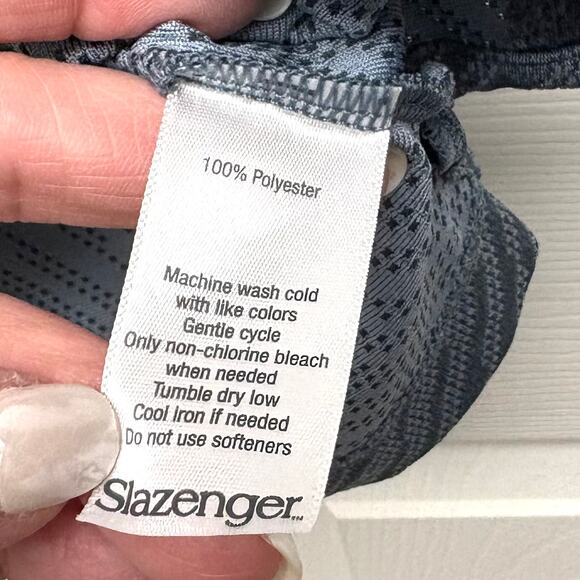 100% Polyester
Machine wash cold
with like colors
Gentle cycle
Only non-chlorine bleach
when needed
Tumble dry low
Cool iron if needed
Do not use softeners
Slazenger™